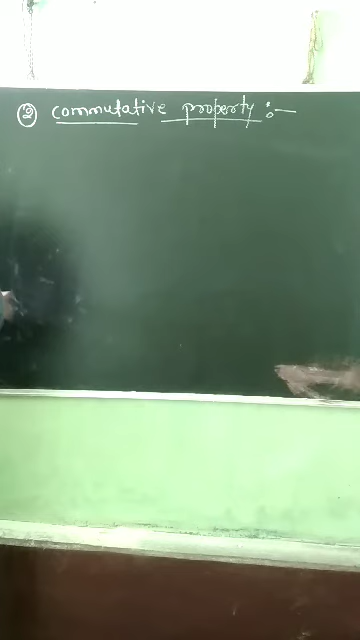 ② commutative property :-